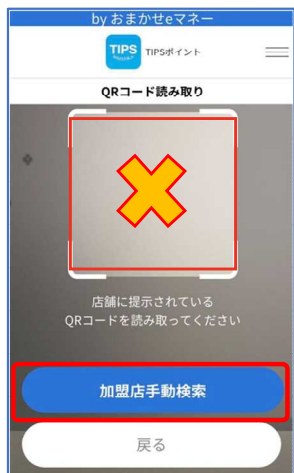 by おまかせeマネー
TIPS
TIPSポイント
QRコード読み取り
店舗に提示されている
QRコードを読み取ってください
加盟店手動検索
戻る